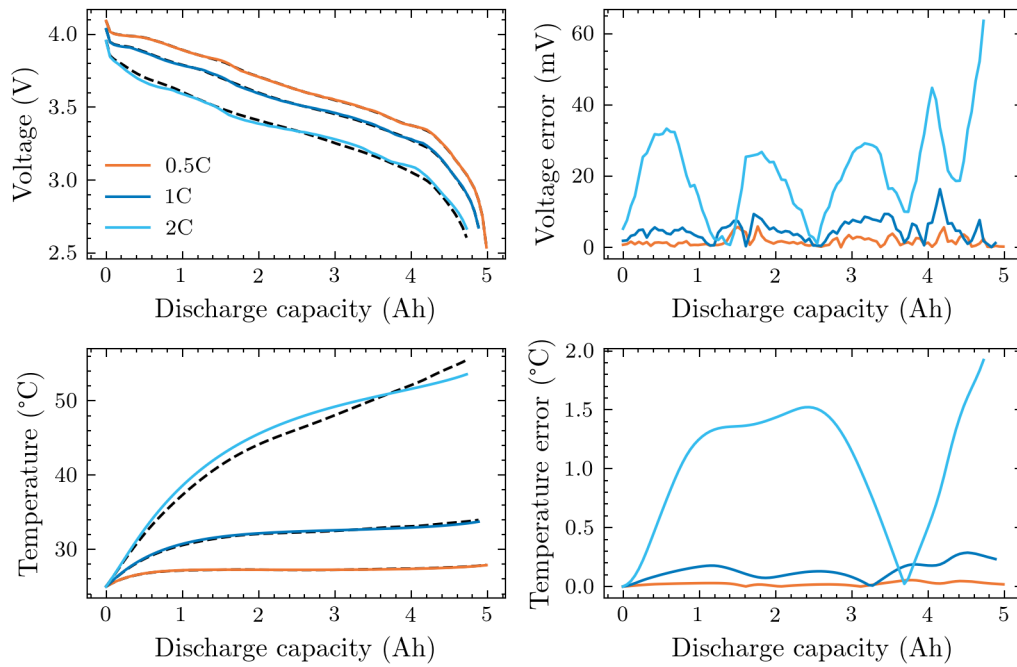 4.0
3.5
3.0
2.5
Voltage (V)
0.5C
1C
2C
0 1 2 3 4 5
Discharge capacity (Ah)
60
40
20
0
Voltage error (mV)
0 1 2 3 4 5
Discharge capacity (Ah)
50
40
30
Temperature (°C)
0 1 2 3 4 5
Discharge capacity (Ah)
2.0
1.5
1.0
0.5
0.0
Temperature error (°C)
0 1 2 3 4 5
Discharge capacity (Ah)